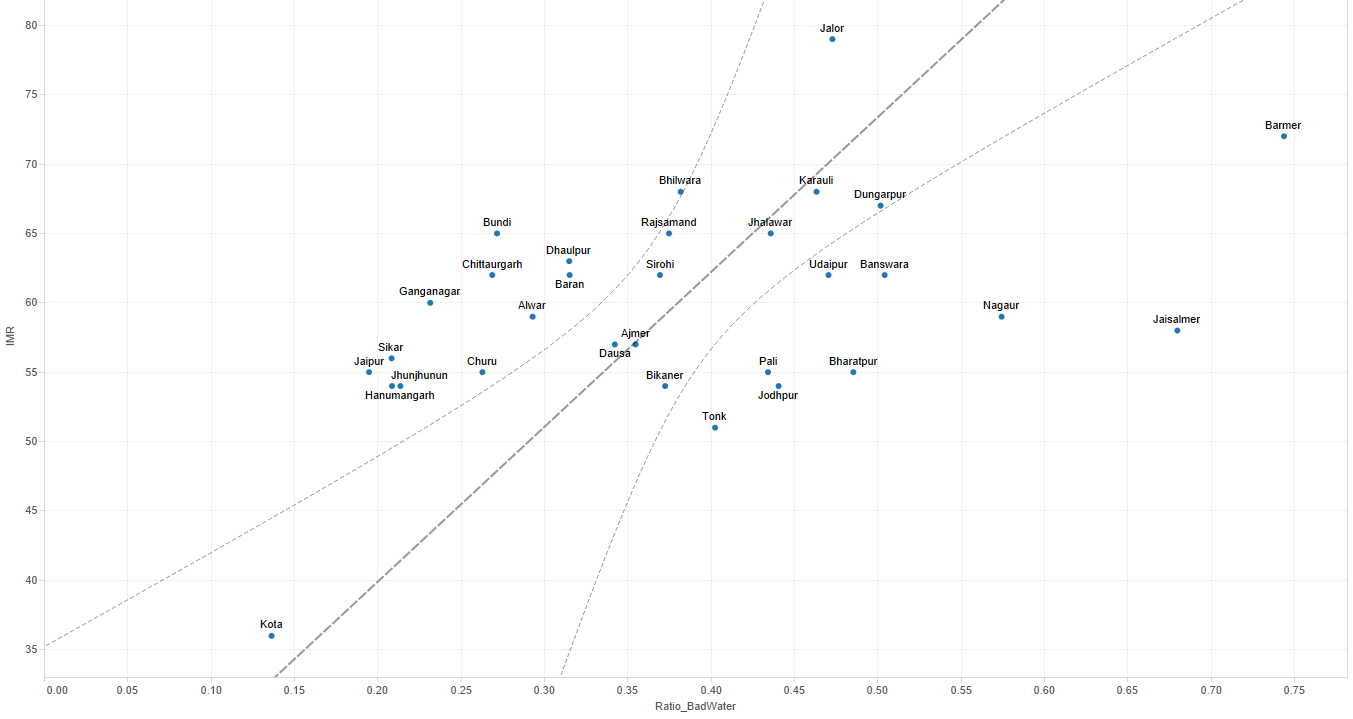 80
Jalor
75
Barmer
70
Bhilwara
Karauli
Dungarpur
65
Bundi
Rajsamand
Jhalawar
Dhaulpur
Chittaurgarh
Sirohi
Udaipur
Banswara
Baran
Ganganagar
60
Alwar
Nagaur
Jaisalmer
IMR
Ajmer
Sikar
Dausa
Jaipur
Churu
Pali
Bharatpur
55
Jhunjhunun
Bikaner
Hanumangarh
Jodhpur
Tonk
50
45
40
Kota
35
0.00 0.05 0.10 0.15 0.20 0.25 0.30 0.35 0.40 0.45 0.50 0.55 0.60 0.65 0.70 0.75
Ratio_BadWater